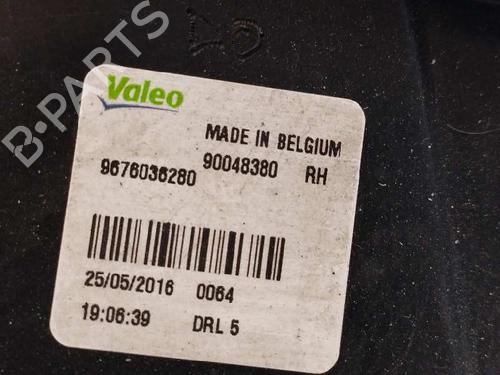 Valeo
MADE IN BELGIUM
9676036280 90048380 RH
25/05/2016 0064
19:06:39 DRL 5
B-PARTS